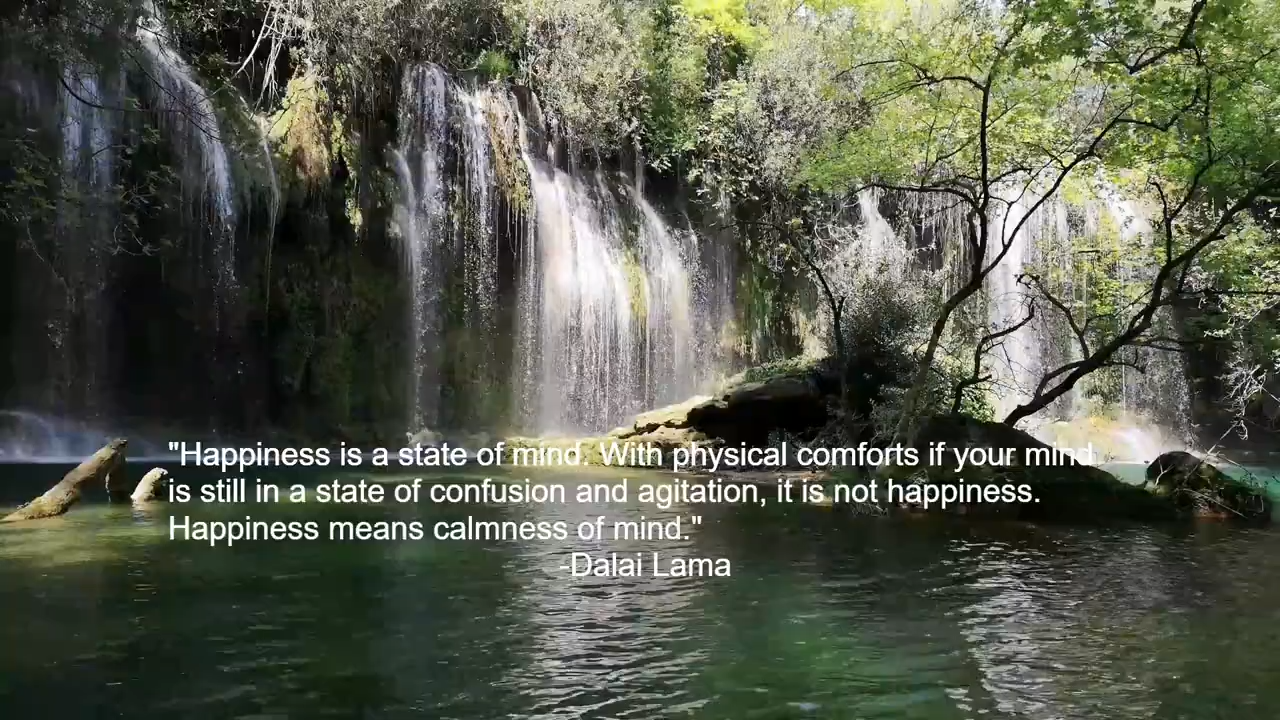 "Happiness is a state of mind. With physical comforts if your mind
is still in a state of confusion and agitation, it is not happiness.
Happiness means calmness of mind."
-Dalai Lama